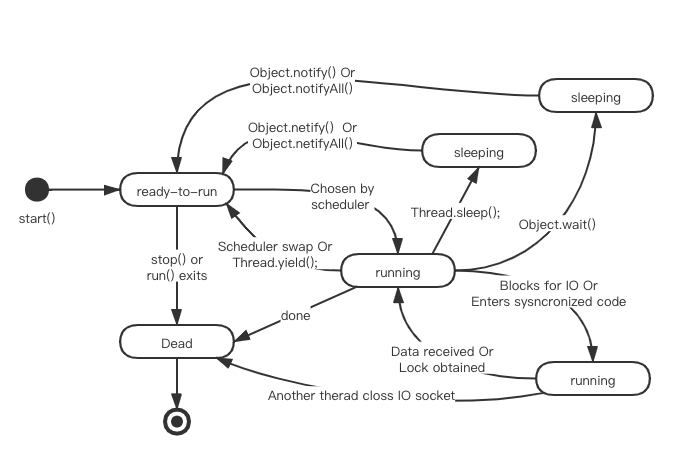 Object.notify() Or
Object.notifyAll()
sleeping
Object.netify()  Or
Object.netifyAll()
sleeping
ready-to-run
Chosen by
scheduler
start()
Thread.sleep();
Object.wait()
Scheduler swap Or
Thread.yield();
stop() or
run() exits
running
Blocks for IO Or
Enters sysncronized code
done
Dead
Data received Or
Lock obtained
running
Another therad closs IO socket